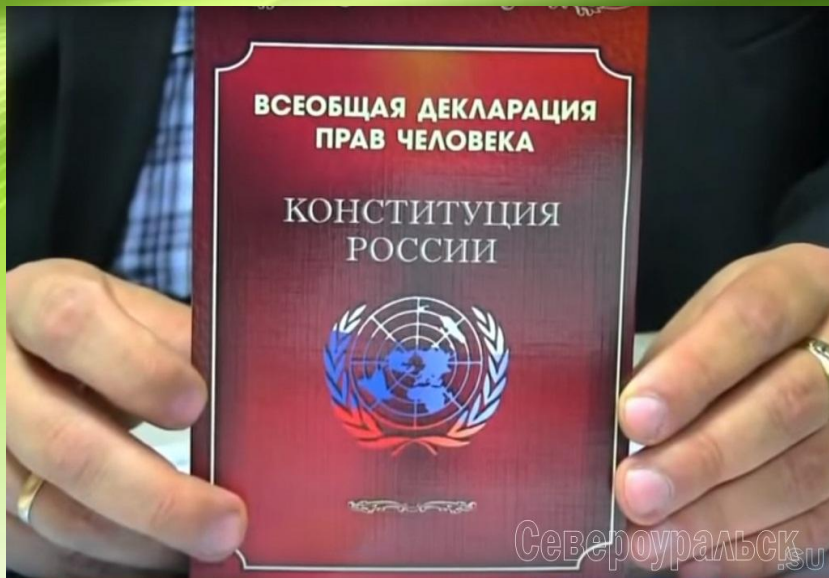 ВСЕОБЩАЯ ДЕКЛАРАЦИЯ
ПРАВ ЧЕЛОВЕКА
КОНСТИТУЦИЯ
РОССИИ
Североуральск
.su